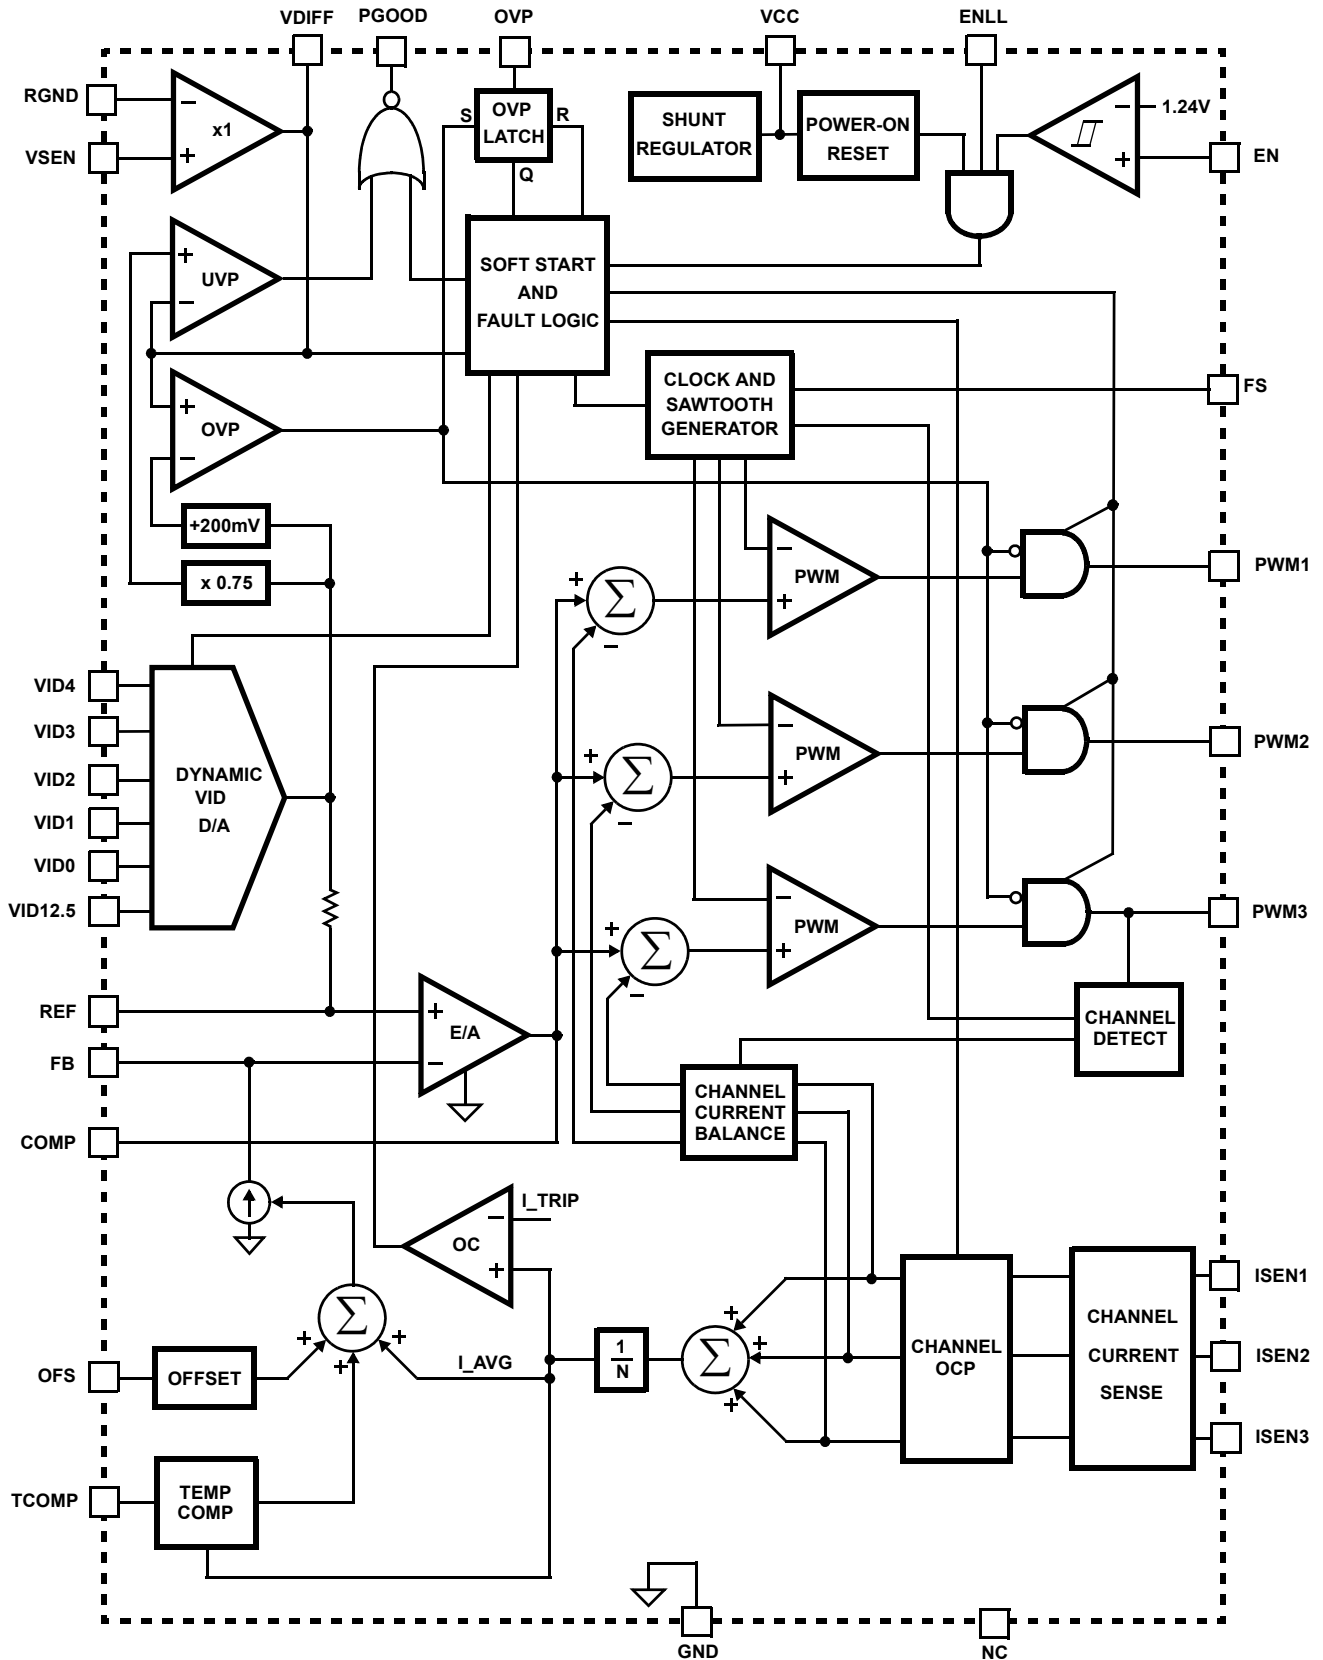 VDIFF
PGOOD
OVP
VCC
ENLL
RGND
VSEN
−
x1
+
S
OVP
LATCH
R
Q
SHUNT
REGULATOR
POWER-ON
RESET
−
1.24V
+
EN
+
UVP
−
SOFT START
AND
FAULT LOGIC
+
OVP
−
CLOCK AND
SAWTOOTH
GENERATOR
FS
+200mV
x 0.75
+
Σ
−
−
PWM
+
PWM1
VID4
VID3
VID2
VID1
VID0
VID12.5
DYNAMIC
VID
D/A
+
Σ
−
−
PWM
+
PWM2
+
Σ
−
−
PWM
+
PWM3
REF
FB
COMP
+
E/A
−
CHANNEL
DETECT
CHANNEL
CURRENT
BALANCE
I_TRIP
−
OC
+
Σ
+
+
+
I_AVG
OFS
OFFSET
TCOMP
TEMP
COMP
1
N
Σ
+
+
+
CHANNEL
OCP
CHANNEL
CURRENT
SENSE
ISEN1
ISEN2
ISEN3
GND
NC